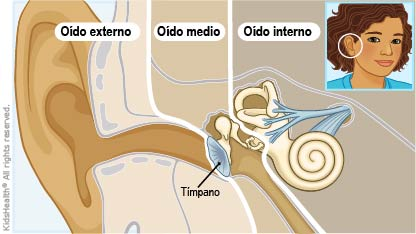 Oído externo
Oído medio
Oído interno
Tímpano
KidsHealth® All rights reserved.